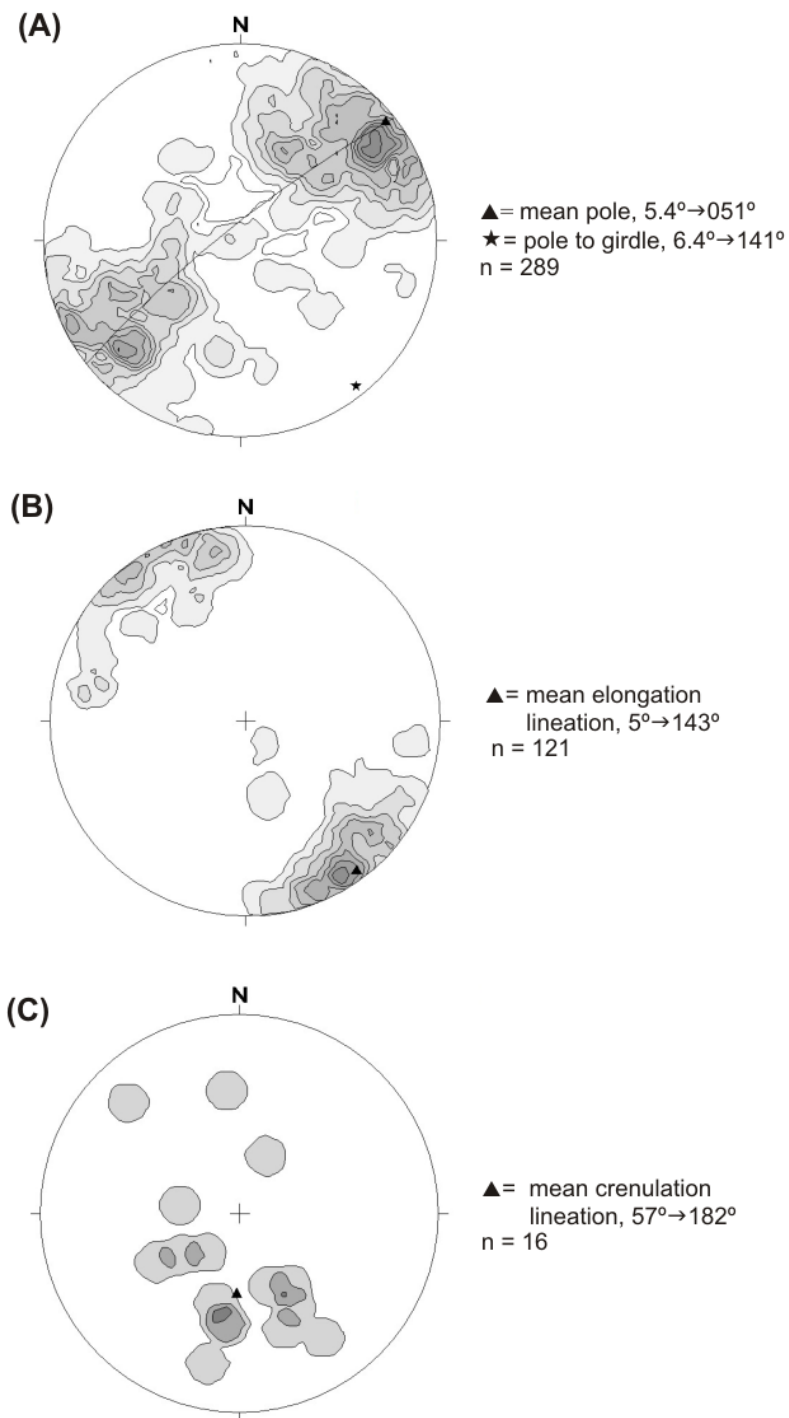 (A)
N
▲= mean pole, 5.4º→051º
★= pole to girdle, 6.4º→141º
n = 289
(B)
N
▲= mean elongation
lineation, 5º→143º
n = 121
(C)
N
▲= mean crenulation
lineation, 57º→182º
n = 16